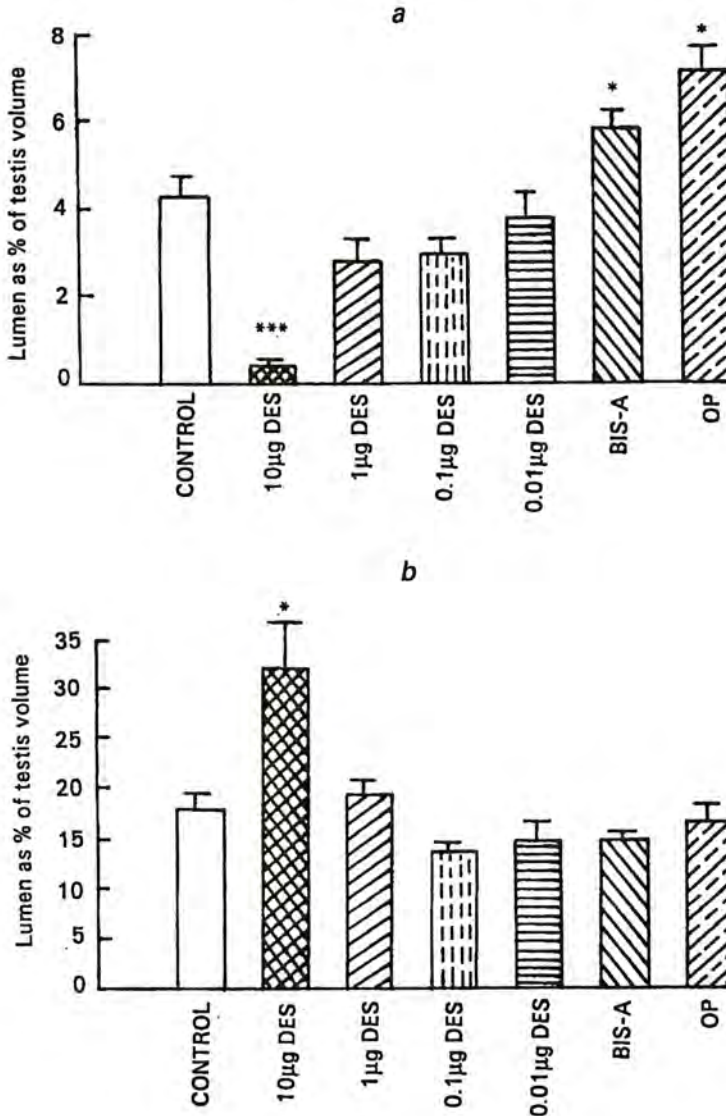 a
Lumen as % of testis volume
8
6
4
2
0
*
*
***
CONTROL
10µg DES
1µg DES
0.1µg DES
0.01µg DES
BIS-A
OP
b
Lumen as % of testis volume
35
30
25
20
15
10
5
0
*
CONTROL
10µg DES
1µg DES
0.1µg DES
0.01µg DES
BIS-A
OP